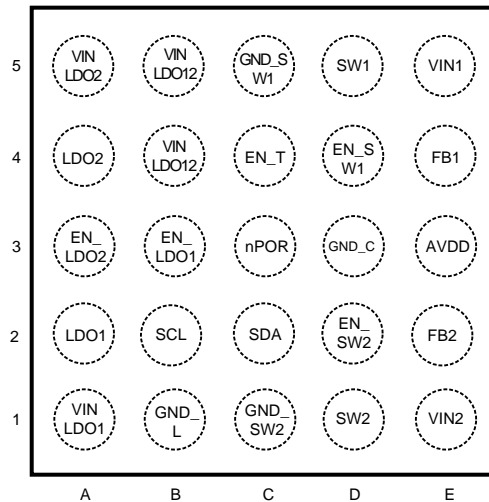 5
VIN
LDO2
VIN
LDO12
GND_S
W1
SW1
VIN1
4
LDO2
VIN
LDO12
EN_T
EN_S
W1
FB1
3
EN_
LDO2
EN_
LDO1
nPOR
GND_C
AVDD
2
LDO1
SCL
SDA
EN_
SW2
FB2
1
VIN
LDO1
GND_
L
GND_
SW2
SW2
VIN2
A B C D E